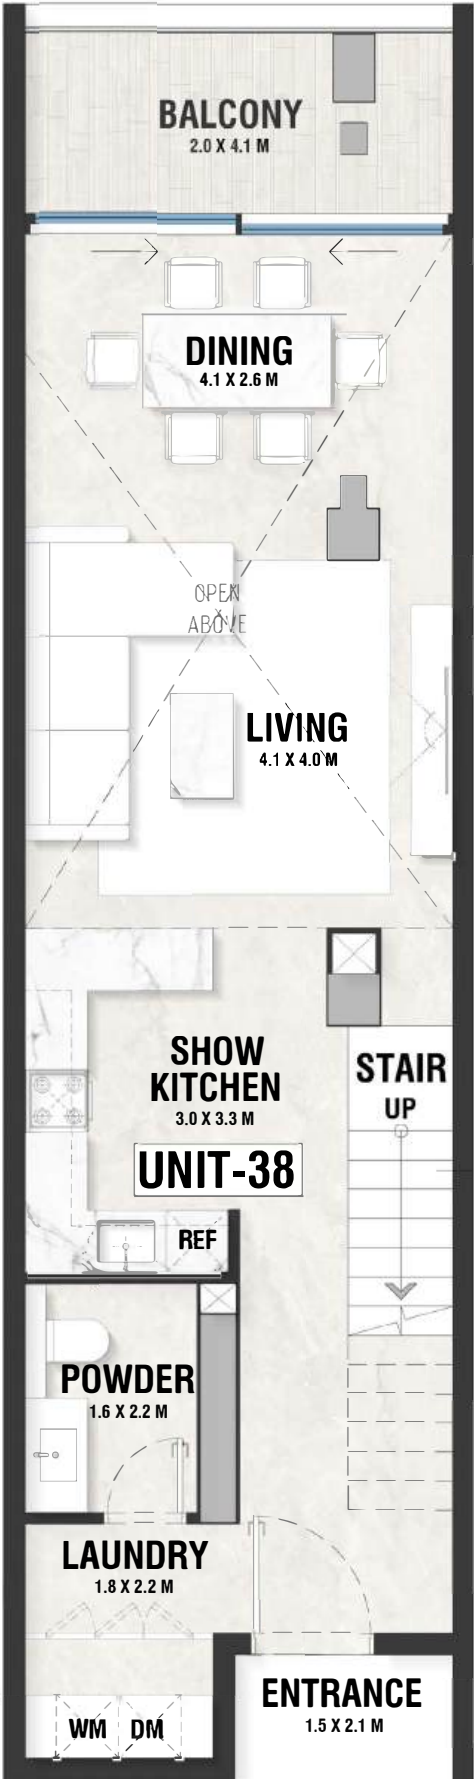 BALCONY
2.0 X 4.1 M
DINING
4.1 X 2.6 M
OPEN
ABOVE
LIVING
4.1 X 4.0 M
SHOW
KITCHEN
3.0 X 3.3 M
STAIR
UP
UNIT-38
REF
POWDER
1.6 X 2.2 M
LAUNDRY
1.8 X 2.2 M
ENTRANCE
1.5 X 2.1 M
WM DM